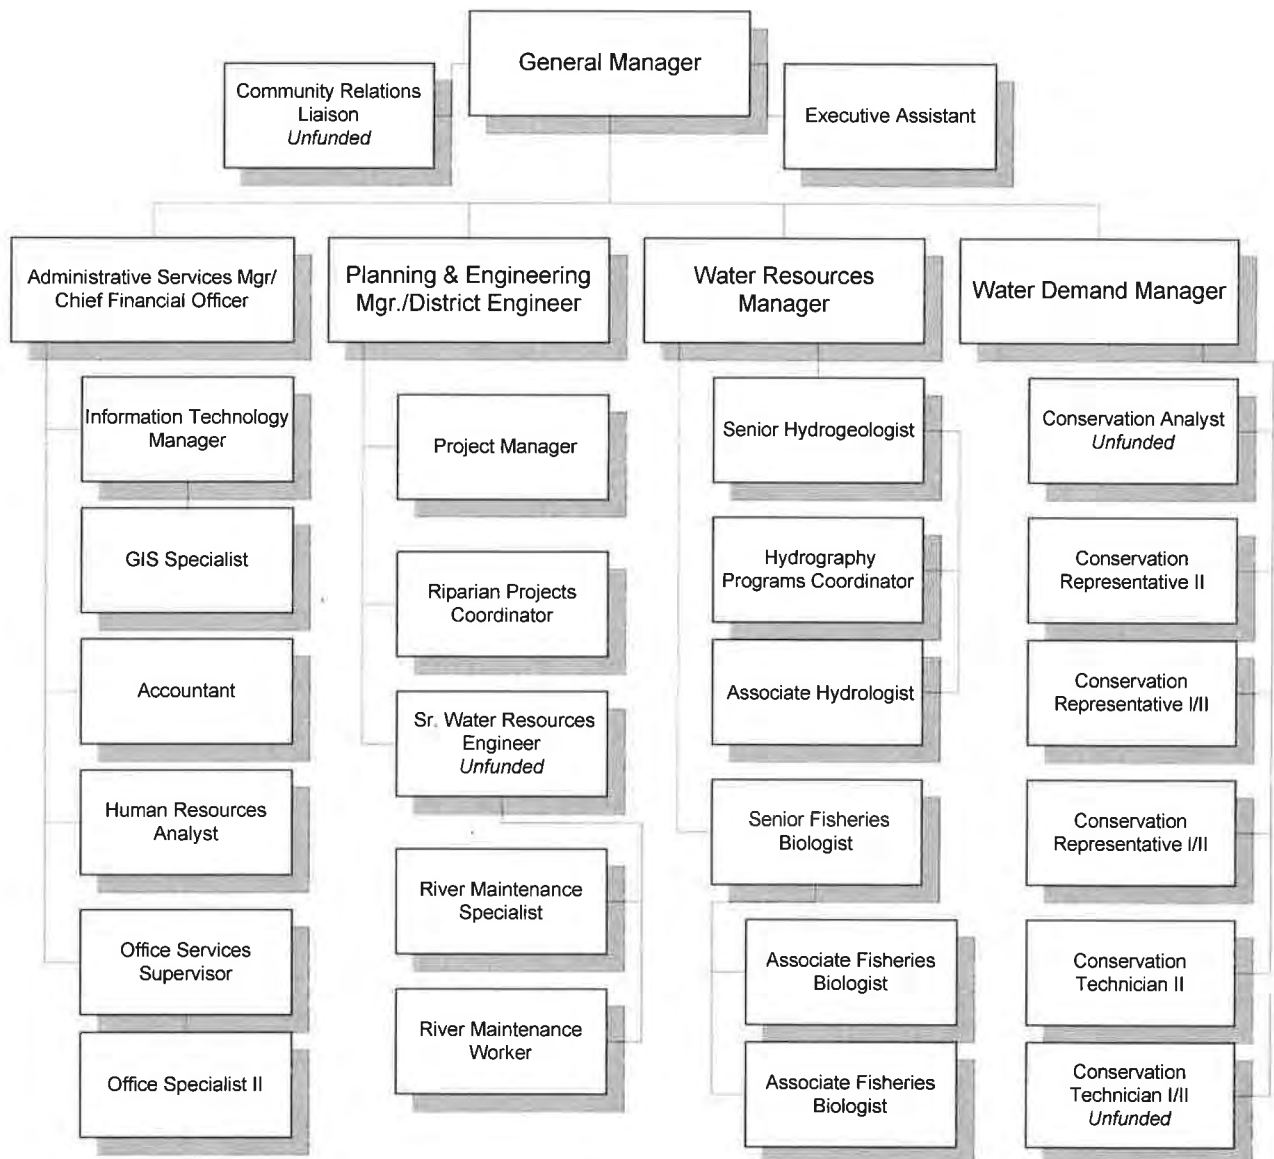 General Manager
Community Relations
Liaison
Unfunded
Executive Assistant
Administrative Services Mgr/
Chief Financial Officer
Planning & Engineering
Mgr./District Engineer
Water Resources
Manager
Water Demand Manager
Information Technology
Manager
GIS Specialist
Accountant
Human Resources
Analyst
Office Services
Supervisor
Office Specialist II
Project Manager
Riparian Projects
Coordinator
Sr. Water Resources
Engineer
Unfunded
River Maintenance
Specialist
River Maintenance
Worker
Senior Hydrogeologist
Hydrography
Programs Coordinator
Associate Hydrologist
Senior Fisheries
Biologist
Associate Fisheries
Biologist
Associate Fisheries
Biologist
Conservation Analyst
Unfunded
Conservation
Representative II
Conservation
Representative I/II
Conservation
Representative I/II
Conservation
Technician II
Conservation
Technician I/II
Unfunded